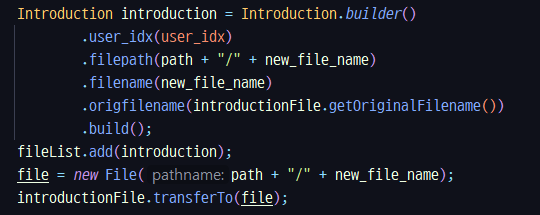 Introduction introduction = Introduction.builder()
.user_idx(user_idx)
.filepath(path + "/" + new_file_name)
.filename(new_file_name)
.origfilename(introductionFile.getOriginalFilename())
.build();
fileList.add(introduction);
file = new File( pathname: path + "/" + new_file_name);
introductionFile.transferTo(file);